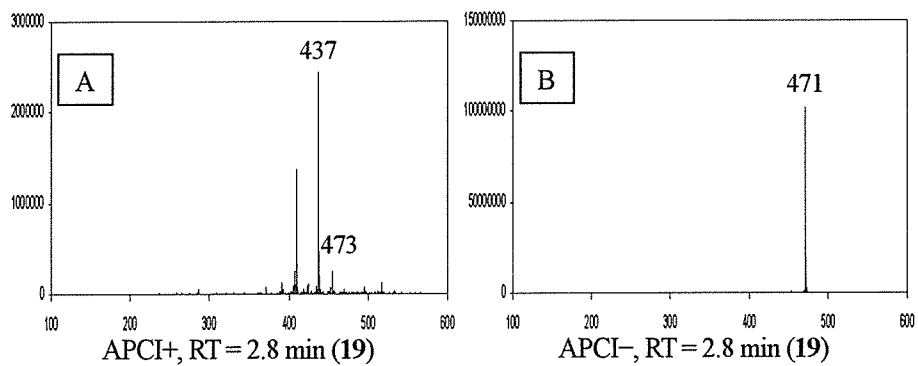 3000000
2000000
1000000
0
100 200 300 400 500 600
A
437
473
APCI+, RT = 2.8 min (19)
150000000
100000000
50000000
0
100 200 300 400 500 600
B
471
APCI−, RT = 2.8 min (19)